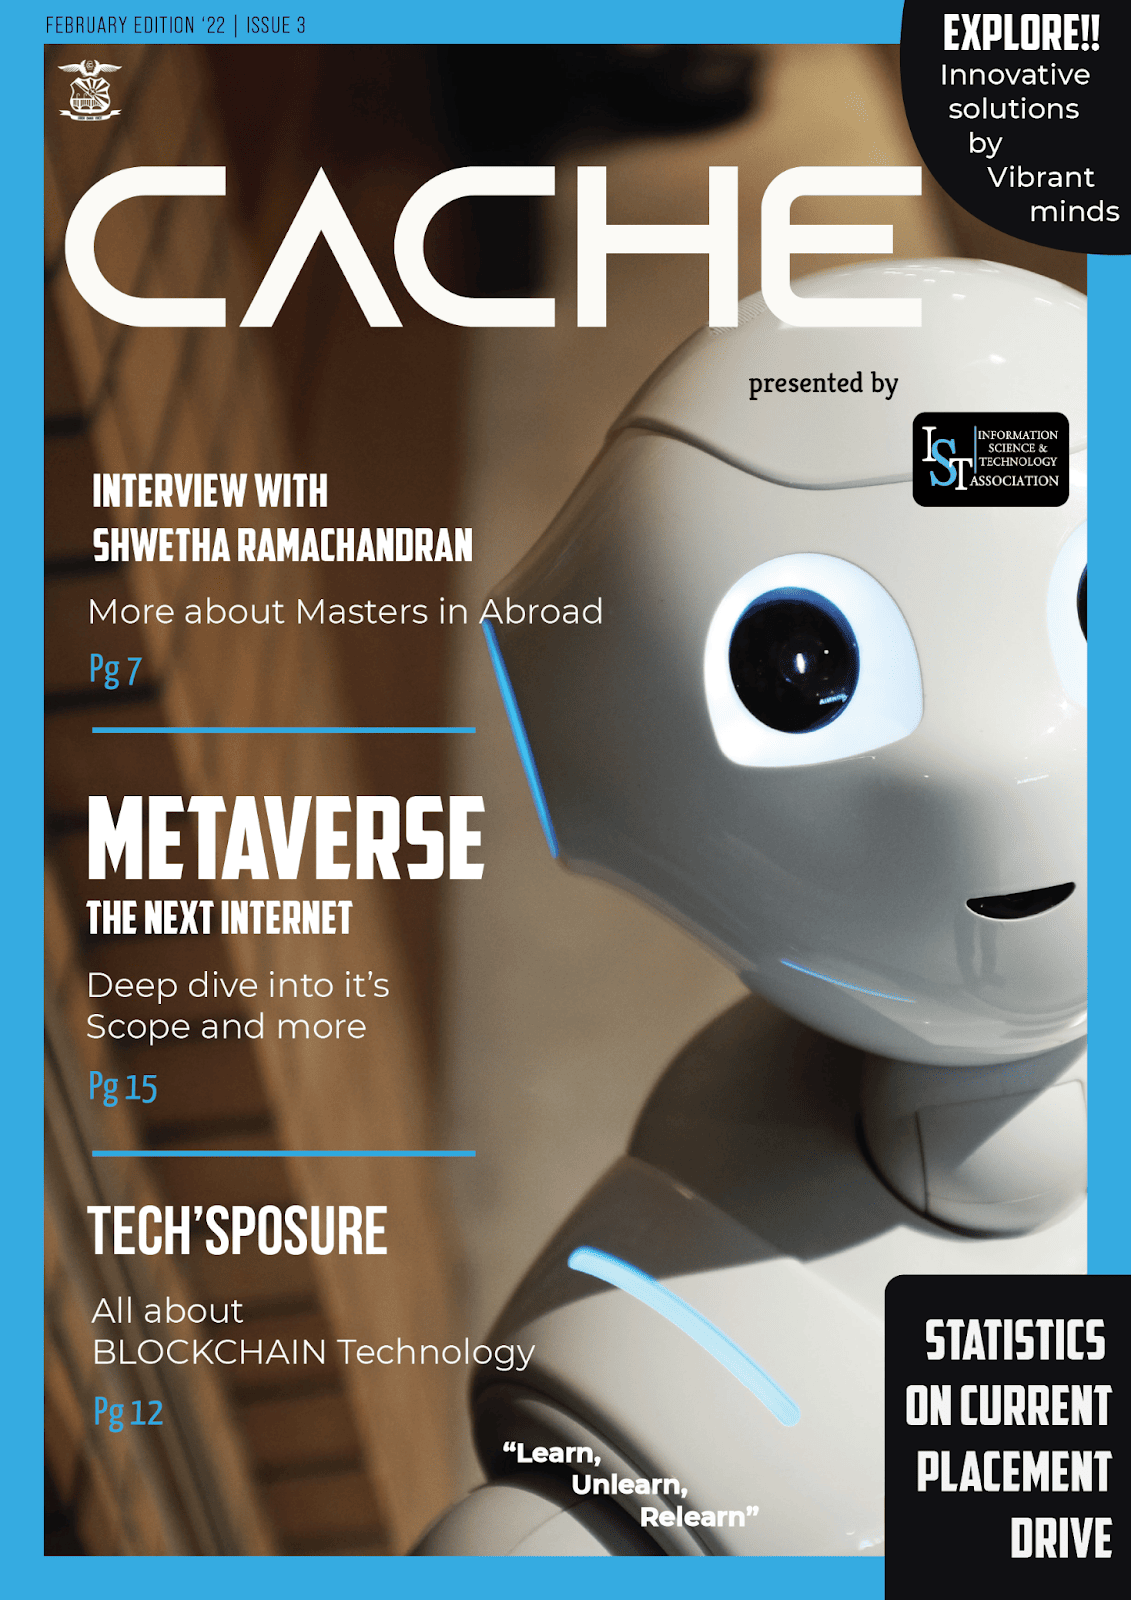 FEBRUARY EDITION ‘22 | ISSUE 3
EXPLORE!!
Innovative
solutions
by
Vibrant
minds
CACHE
presented by
IST
INFORMATION
SCIENCE &
TECHNOLOGY
ASSOCIATION
INTERVIEW WITH
SHWETHA RAMACHANDRAN
More about Masters in Abroad
Pg 7
METAVERSE
THE NEXT INTERNET
Deep dive into it’s
Scope and more
Pg 15
TECH’SPOSURE
All about
BLOCKCHAIN Technology
Pg 12
“Learn,
Unlearn,
Relearn”
STATISTICS
ON CURRENT
PLACEMENT
DRIVE